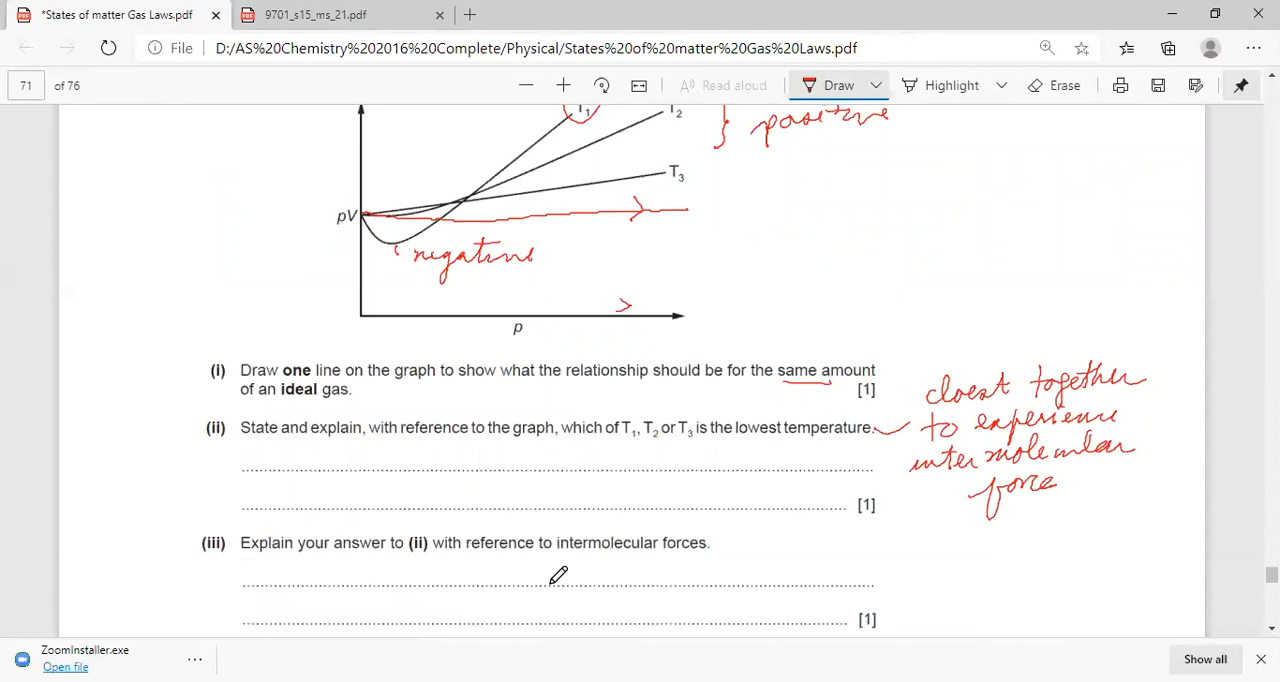 *States of matter Gas Laws.pdf
9701_s15_ms_21.pdf
File D:/AS%20Chemistry%202016%20Complete/Physical/States%20of%20matter%20Gas%20Laws.pdf
71 of 76 Read aloud Draw Highlight Erase
T1
T2
} positive
T3
pV
negative
p
(i) Draw one line on the graph to show what the relationship should be for the same amount
of an ideal gas. [1]
(ii) State and explain, with reference to the graph, which of T1, T2 or T3 is the lowest temperature.
[1]
closest together
to experience
intermolecular
force
(iii) Explain your answer to (ii) with reference to intermolecular forces.
[1]
ZoomInstaller.exe
Open file
Show all